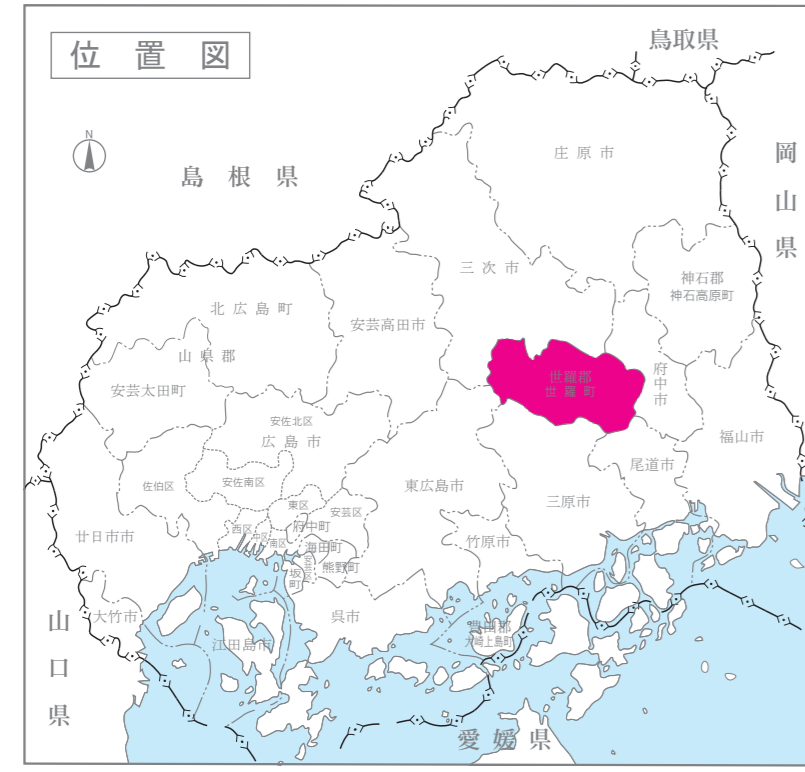 位置図
鳥取県
N
庄原市
岡山県
島根県
三次市
神石郡
神石高原町
北広島町
安芸高田市
山県郡
世羅郡
世羅町
府中市
安芸太田町
安佐北区
広島市
福山市
尾道市
佐伯区
安佐南区
東広島市
三原市
東区
安芸区
西区
中区
南区
府中町
廿日市市
海田町
竹原市
安芸区
坂町
熊野町
大竹市
呉市
江田島市
豊田郡
大崎上島町
山口県
愛媛県